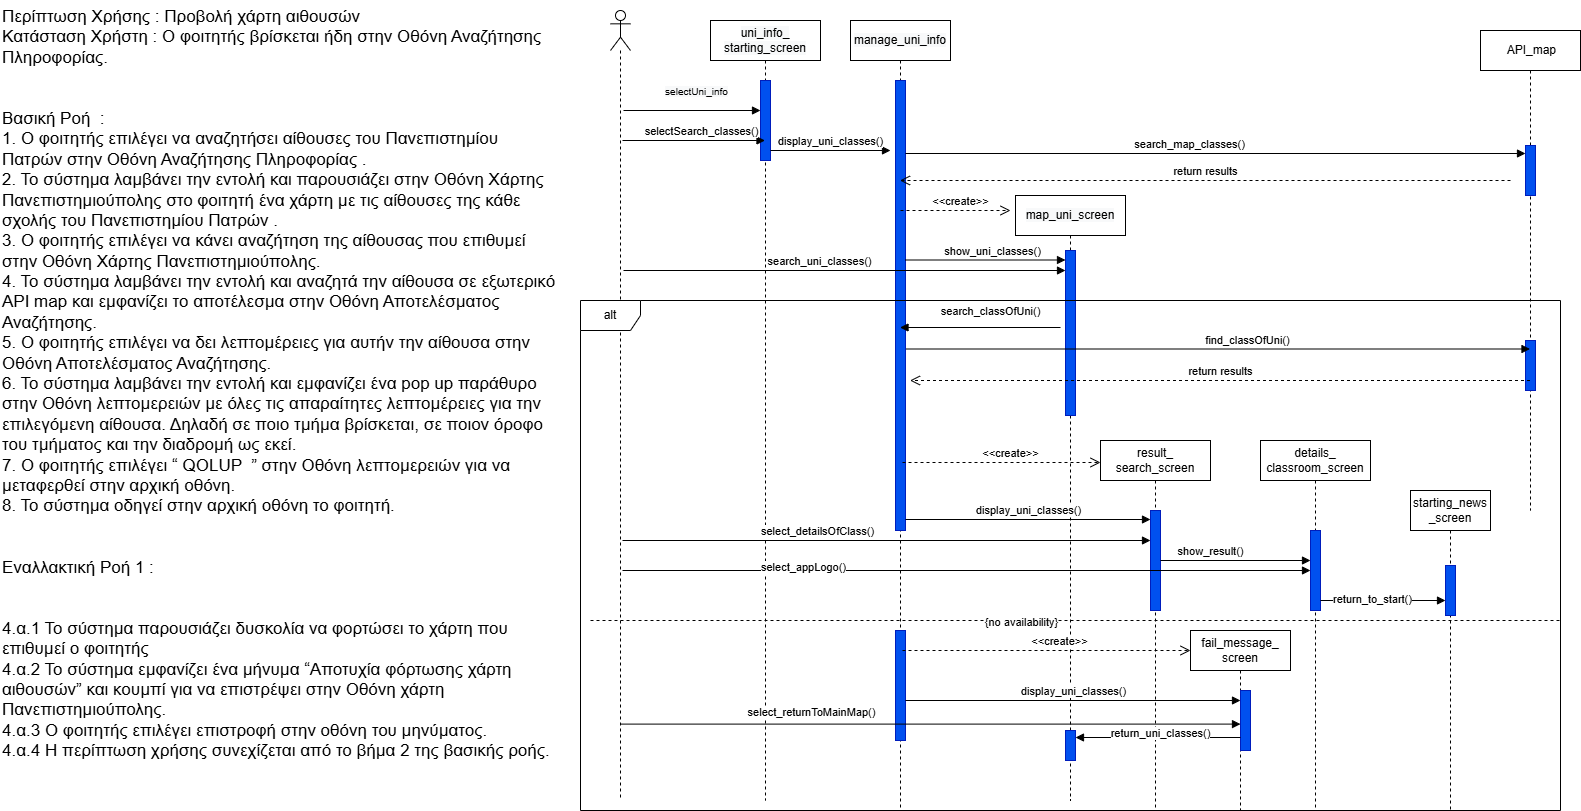 Περίπτωση Χρήσης : Προβολή χάρτη αιθουσών
Κατάσταση Χρήστη : Ο φοιτητής βρίσκεται ήδη στην Οθόνη Αναζήτησης
Πληροφορίας.
Βασική Ροή :
1. Ο φοιτητής επιλέγει να αναζητήσει αίθουσες του Πανεπιστημίου
Πατρών στην Οθόνη Αναζήτησης Πληροφορίας .
2. Το σύστημα λαμβάνει την εντολή και παρουσιάζει στην Οθόνη Χάρτης
Πανεπιστημιούπολης στο φοιτητή ένα χάρτη με τις αίθουσες της κάθε
σχολής του Πανεπιστημίου Πατρών .
3. Ο φοιτητής επιλέγει να κάνει αναζήτηση της αίθουσας που επιθυμεί
στην Οθόνη Χάρτης Πανεπιστημιούπολης.
4. Το σύστημα λαμβάνει την εντολή και αναζητά την αίθουσα σε εξωτερικό
API map και εμφανίζει το αποτέλεσμα στην Οθόνη Αποτελέσματος
Αναζήτησης.
5. Ο φοιτητής επιλέγει να δει λεπτομέρειες για αυτήν την αίθουσα στην
Οθόνη Αποτελέσματος Αναζήτησης.
6. Το σύστημα λαμβάνει την εντολή και εμφανίζει ένα pop up παράθυρο
στην Οθόνη λεπτομερειών με όλες τις απαραίτητες λεπτομέρειες για την
επιλεγόμενη αίθουσα. Δηλαδή σε ποιο τμήμα βρίσκεται, σε ποιον όροφο
του τμήματος και την διαδρομή ως εκεί.
7. Ο φοιτητής επιλέγει “ QOLUP ” στην Οθόνη λεπτομερειών για να
μεταφερθεί στην αρχική οθόνη.
8. Το σύστημα οδηγεί στην αρχική οθόνη το φοιτητή.
Εναλλακτική Ροή 1 :
4.α.1 Το σύστημα παρουσιάζει δυσκολία να φορτώσει το χάρτη που
επιθυμεί ο φοιτητής
4.α.2 Το σύστημα εμφανίζει ένα μήνυμα “Αποτυχία φόρτωσης χάρτη
αιθουσών” και κουμπί για να επιστρέψει στην Οθόνη χάρτη
Πανεπιστημιούπολης.
4.α.3 Ο φοιτητής επιλέγει επιστροφή στην οθόνη του μηνύματος.
4.α.4 Η περίπτωση χρήσης συνεχίζεται από το βήμα 2 της βασικής ροής.
uni_info_
starting_screen
manage_uni_info
API_map
selectUni_info
selectSearch_classes()
display_uni_classes()
search_map_classes()
return results
<<create>>
map_uni_screen
show_uni_classes()
search_uni_classes()
alt
search_classOfUni()
find_classOfUni()
return results
<<create>>
result_
search_screen
details_
classroom_screen
starting_news
_screen
display_uni_classes()
select_detailsOfClass()
show_result()
select_appLogo()
return_to_start()
{no availability}
<<create>>
fail_message_
screen
display_uni_classes()
select_returnToMainMap()
return_uni_classes()